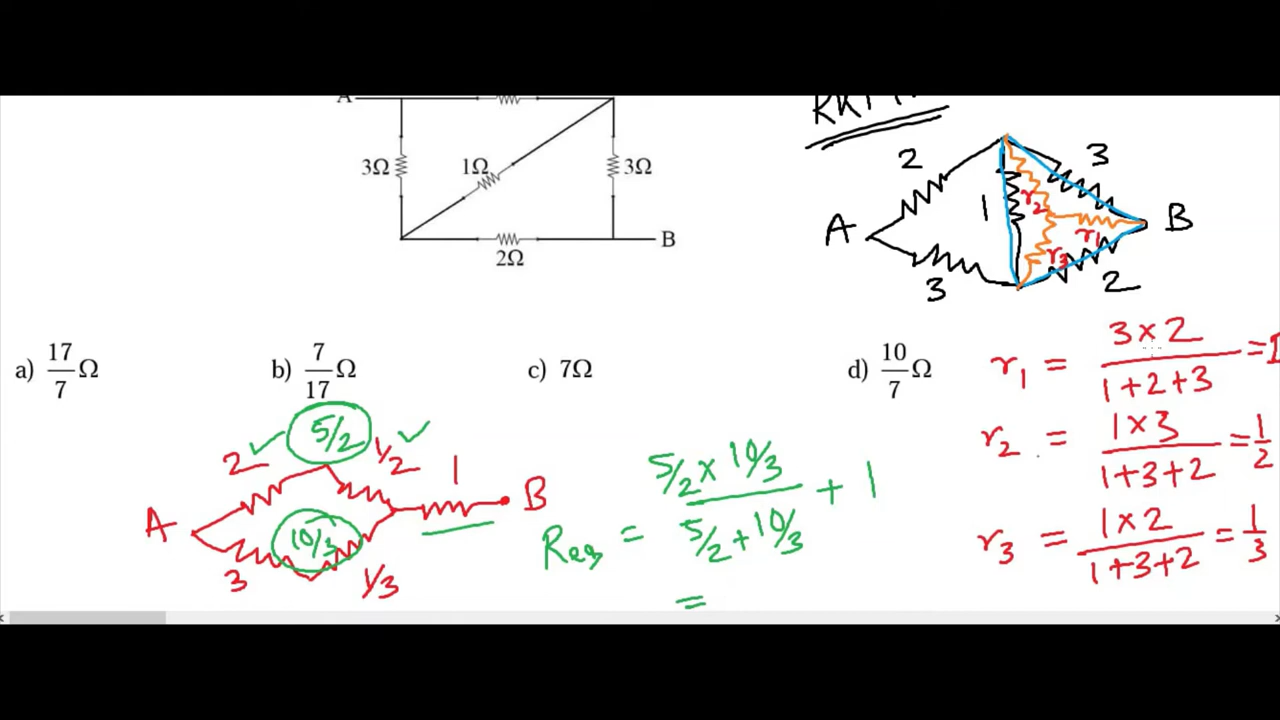 A
3Ω 1Ω 3Ω
B
2Ω
2 3
A 1 r2 B
r1
r3
3 2
a) 17/7 Ω b) 7/17 Ω c) 7Ω d) 10/7 Ω
r1 = 3×2/1+2+3 =
r2 = 1×3/1+3+2 = 1/2
r3 = 1×2/1+3+2 = 1/3
5/2
2 1/2 1
A B
10/3
3 1/3
Req = 5/2 × 10/3 / 5/2 + 10/3 + 1
=